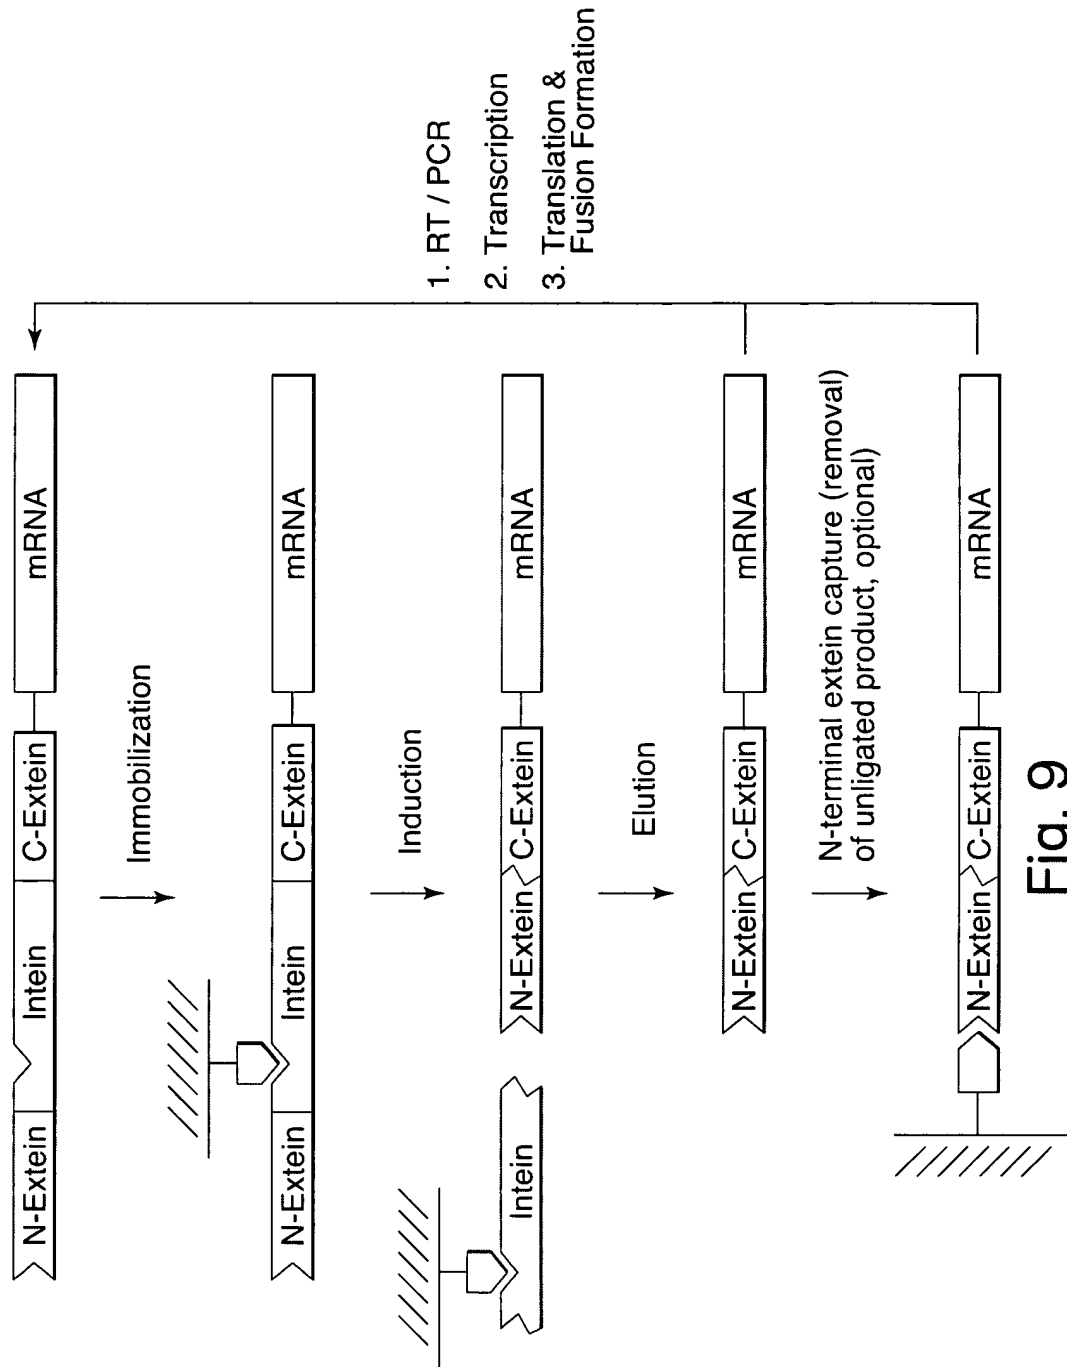 N-Extein Intein C-Extein mRNA
Immobilization
N-Extein Intein C-Extein mRNA
Induction
Intein N-Extein C-Extein mRNA
Elution
N-Extein C-Extein mRNA
N-terminal extein capture (removal)
of unligated product, optional)
N-Extein C-Extein mRNA
1. RT / PCR
2. Transcription
3. Translation &
Fusion Formation
Fig. 9